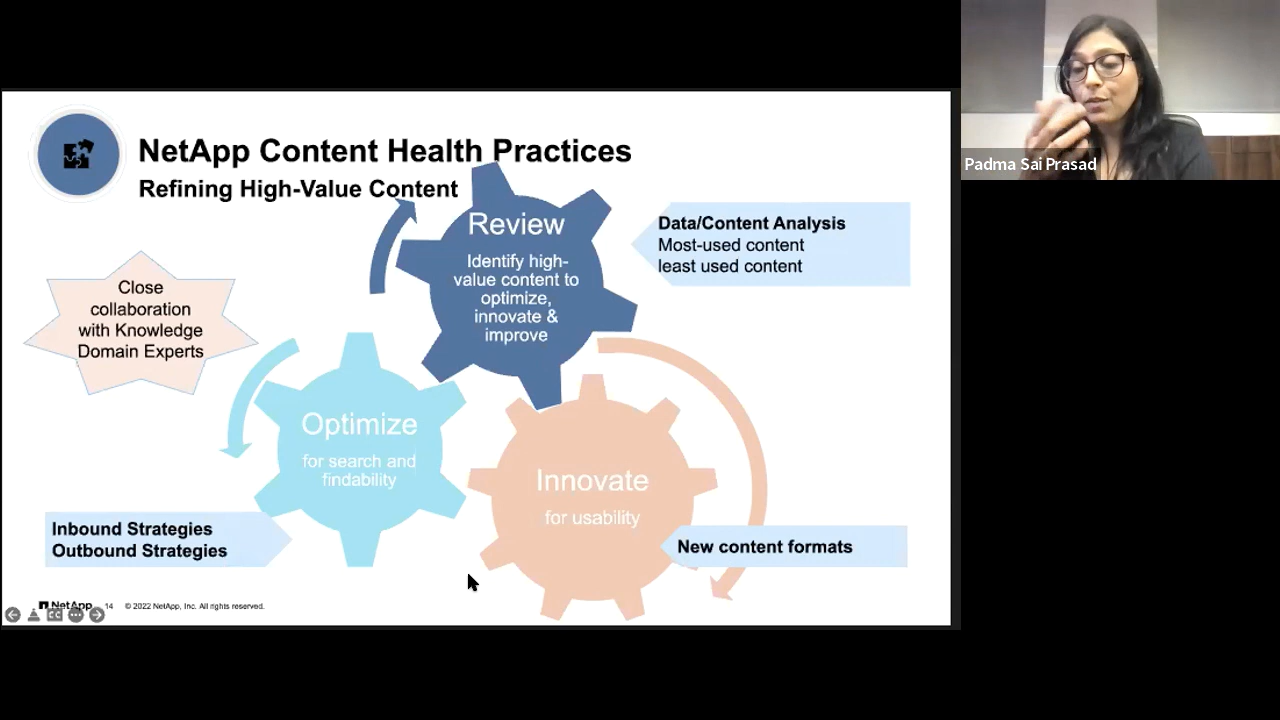 NetApp Content Health Practices
Refining High-Value Content
Review
Identify high-
value content to
optimize,
innovate &
improve
Data/Content Analysis
Most-used content
least used content
Close
collaboration
with Knowledge
Domain Experts
Optimize
for search and
findability
Innovate
for usability
Inbound Strategies
Outbound Strategies
New content formats
NetApp
14
© 2022 NetApp, Inc. All rights reserved.
CC
Padma Sai Prasad